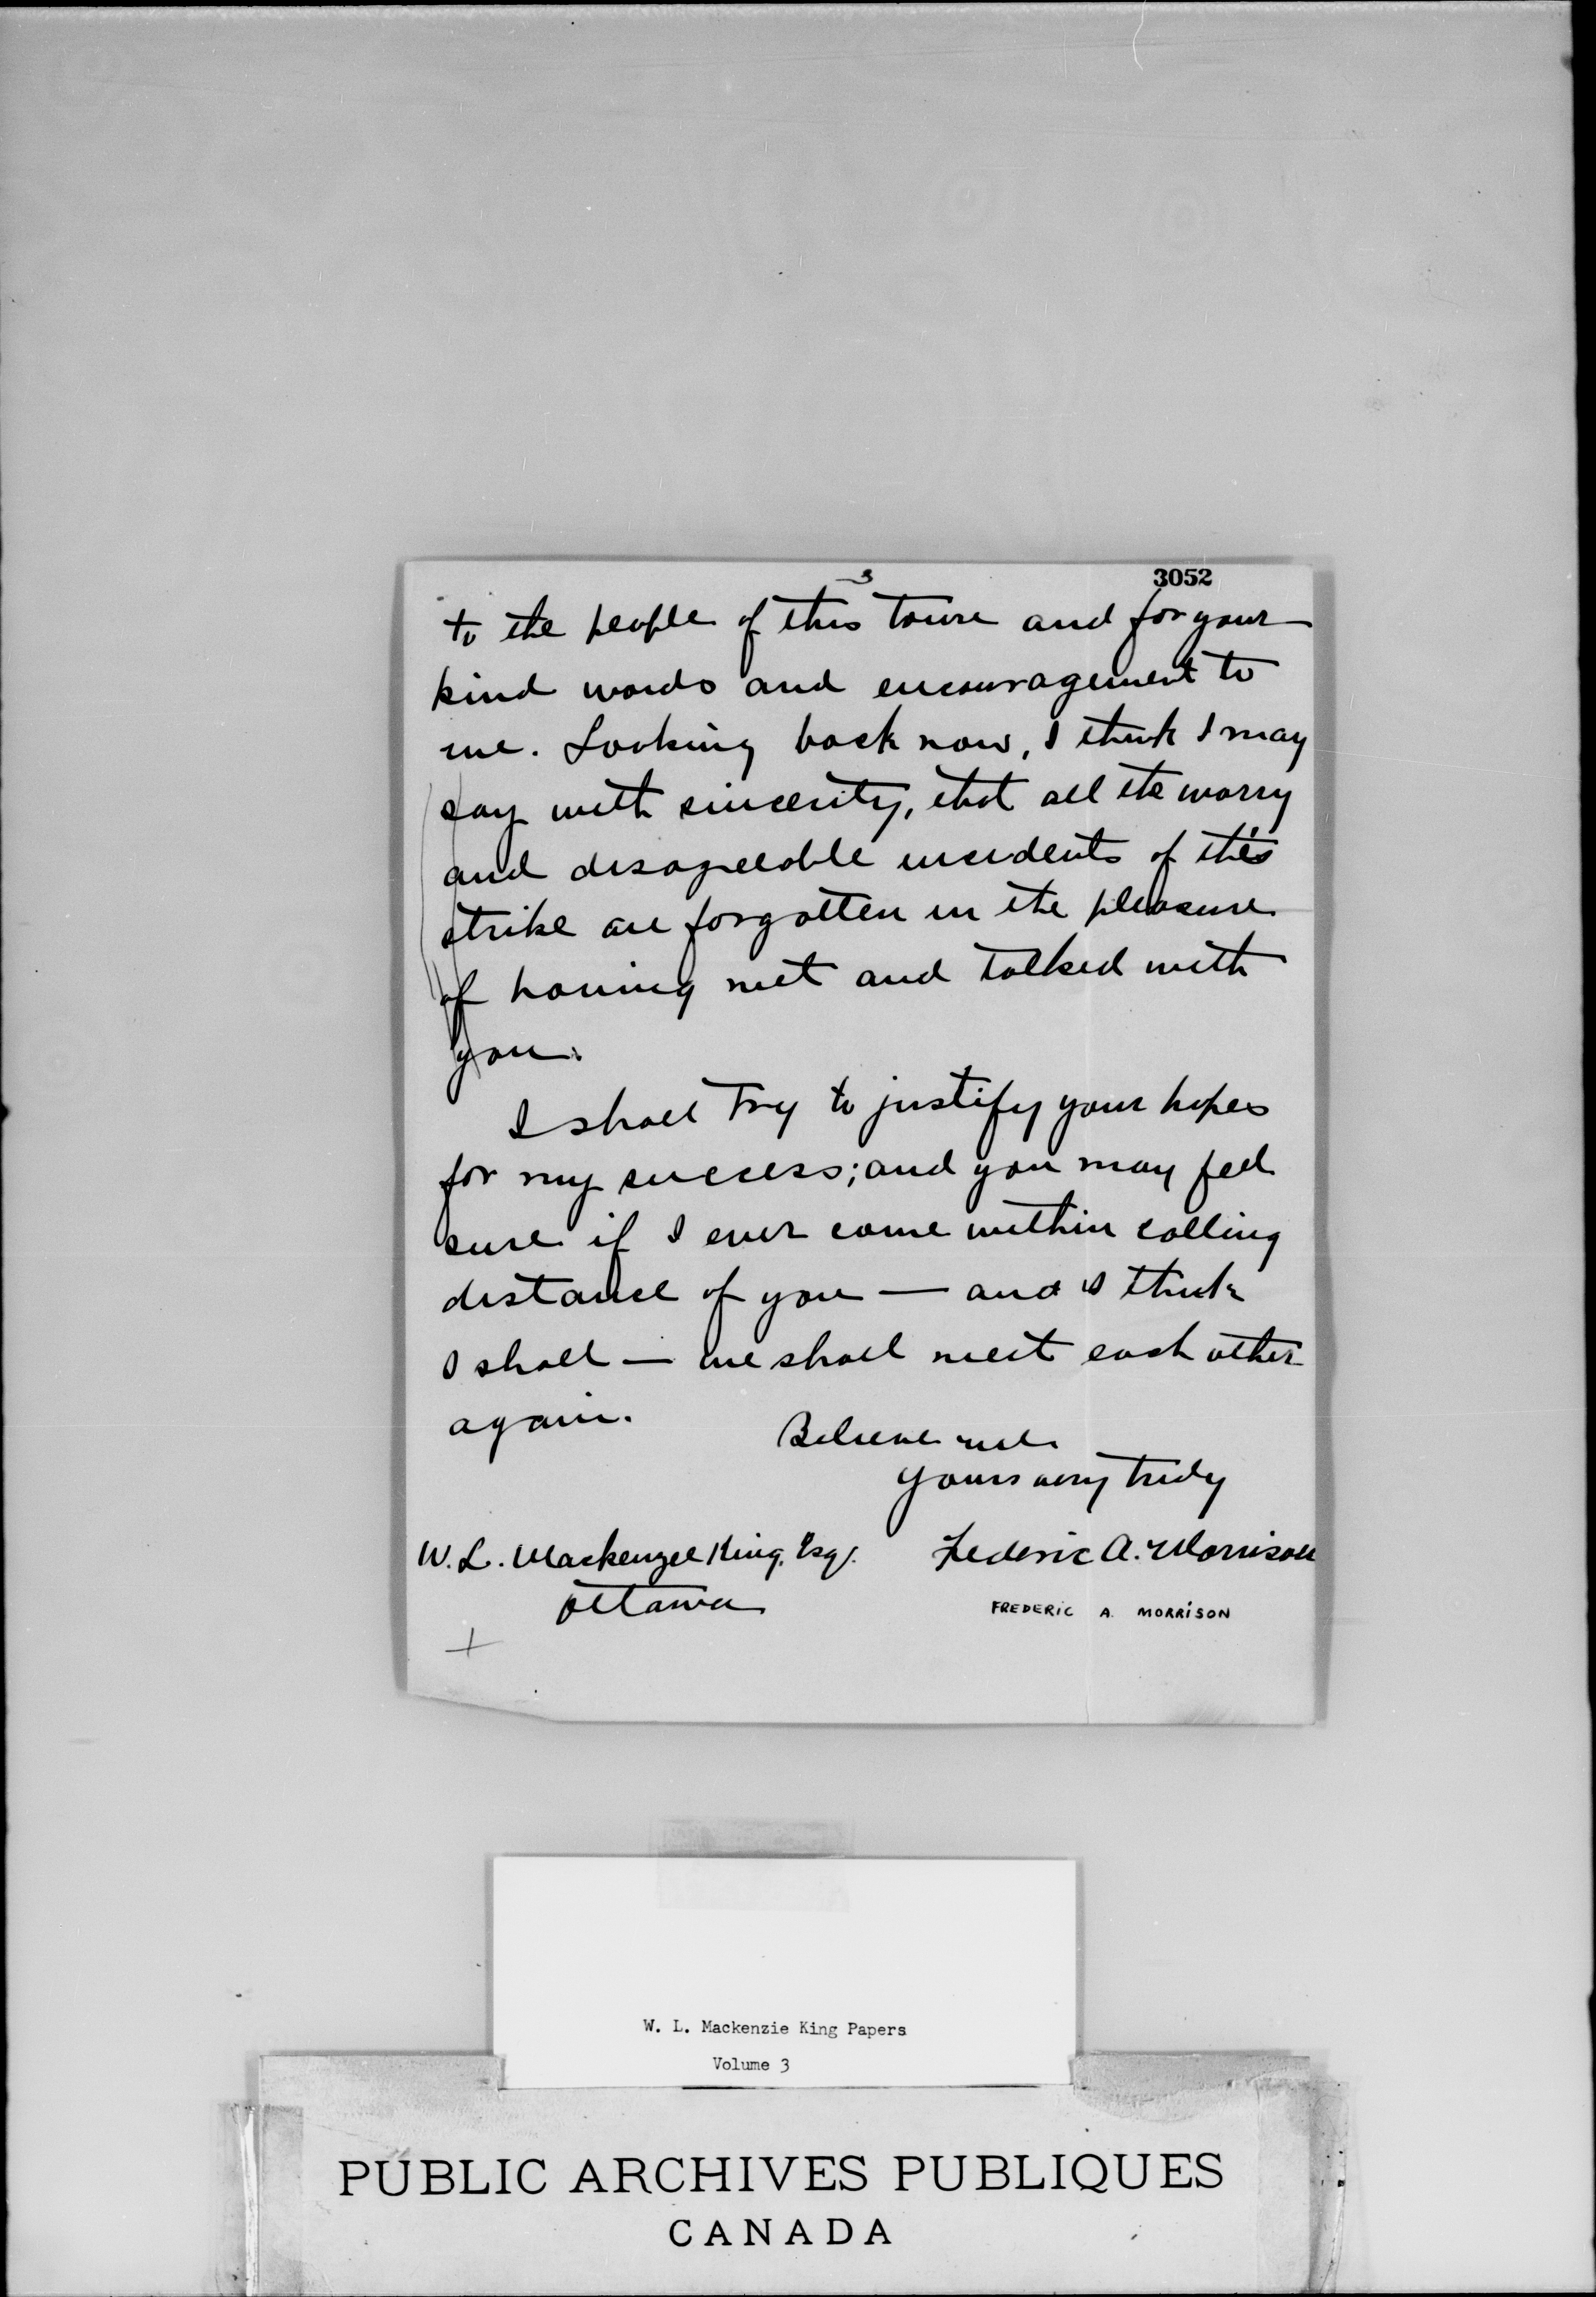 3
3052
to the people of this town and for your
kind words and encouragement to
me. Looking back now, I think I may
say with sincerity, that all the worry
and disagreeable incidents of this
strike are forgotten in the pleasure
of having met and talked with
you.
I shall try to justify your hopes
for my success; and you may feel
sure if I ever come within calling
distance of you — and I think
I shall — we shall meet each other
again.
Believe me
Yours very truly
W. L. Mackenzie King, Esq. Frederic A. Morrison
Ottawa
FREDERIC A. MORRISON
W. L. Mackenzie King Papers
Volume 3
PUBLIC ARCHIVES PUBLIQUES
CANADA